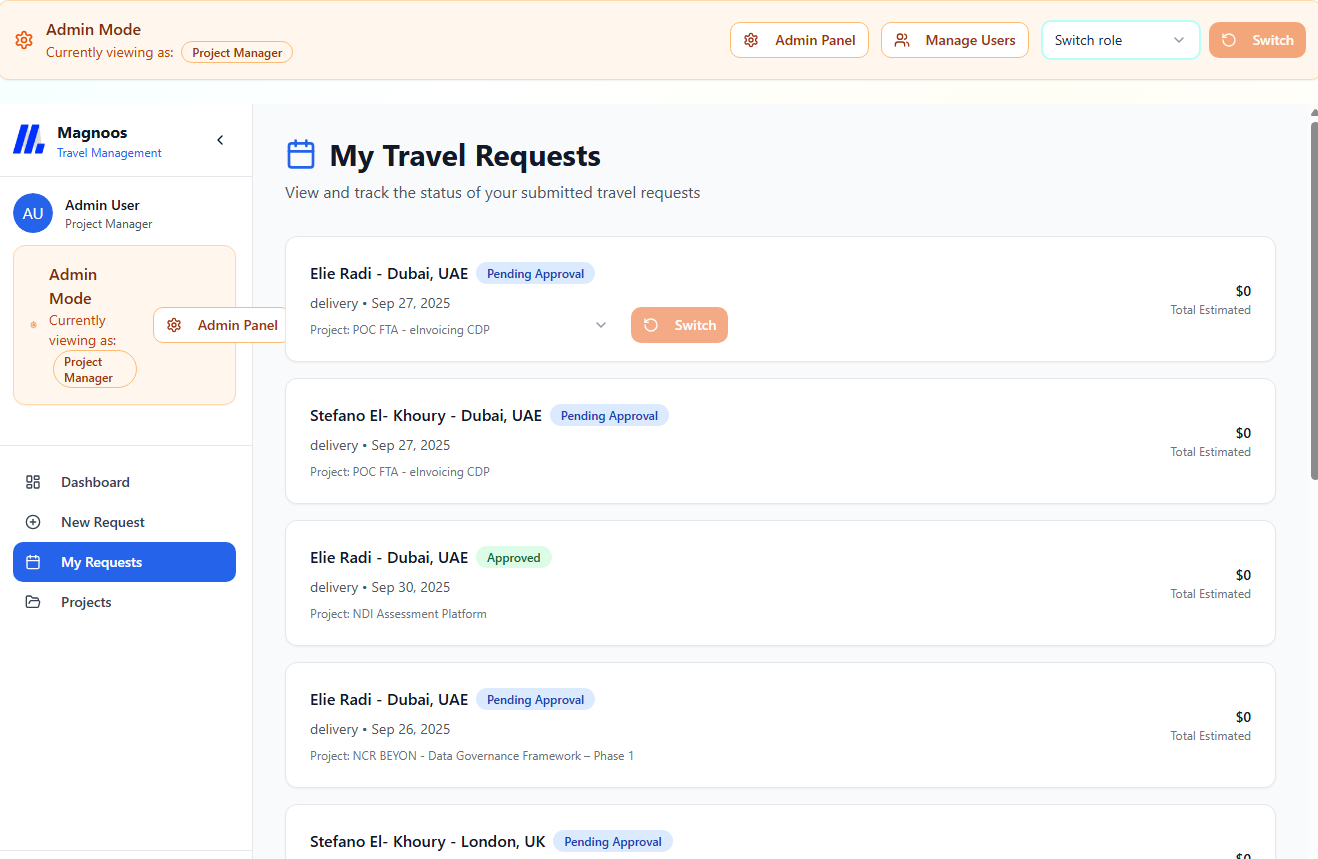 Admin Mode
Currently viewing as: Project Manager
Admin Panel
Manage Users
Switch role
Switch
Magnoos
Travel Management
AU
Admin User
Project Manager
Admin
Mode
Currently
viewing as:
Project
Manager
Admin Panel
Dashboard
New Request
My Requests
Projects
My Travel Requests
View and track the status of your submitted travel requests
Elie Radi - Dubai, UAE Pending Approval
delivery • Sep 27, 2025
Project: POC FTA - eInvoicing CDP
Switch
$0
Total Estimated
Stefano El- Khoury - Dubai, UAE Pending Approval
delivery • Sep 27, 2025
Project: POC FTA - eInvoicing CDP
$0
Total Estimated
Elie Radi - Dubai, UAE Approved
delivery • Sep 30, 2025
Project: NDI Assessment Platform
$0
Total Estimated
Elie Radi - Dubai, UAE Pending Approval
delivery • Sep 26, 2025
Project: NCR BEYON - Data Governance Framework – Phase 1
$0
Total Estimated
Stefano El- Khoury - London, UK Pending Approval
$0